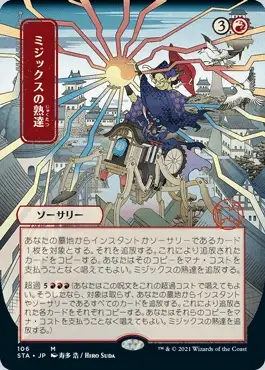 ミジックスの熟達
じゅくたつ
3
ソーサリー
あなたの墓地からインスタントかソーサリーであるカード
1枚を対象とする。それを追放する。これにより追放された
カードをコピーする。あなたはそのコピーをマナ・コストを
支払うことなく唱えてもよい。ミジックスの熟達を追放する。
超過 5 (あなたはこの呪文をこれの超過コストで唱えてもよ
い。そうしたなら、対象は取らず、あなたの墓地からインスタント
やソーサリーであるすべてのカードを追放する。これにより追放され
た各カードをそれぞれコピーする。あなたはそれらのコピーをマ
ナ・コストを支払うことなく唱えてもよい。ミジックスの熟達を追放する。)
106 M
STA • JP 寿多 浩 / Hiro Suda
™ & © 2021 Wizards of the Coast